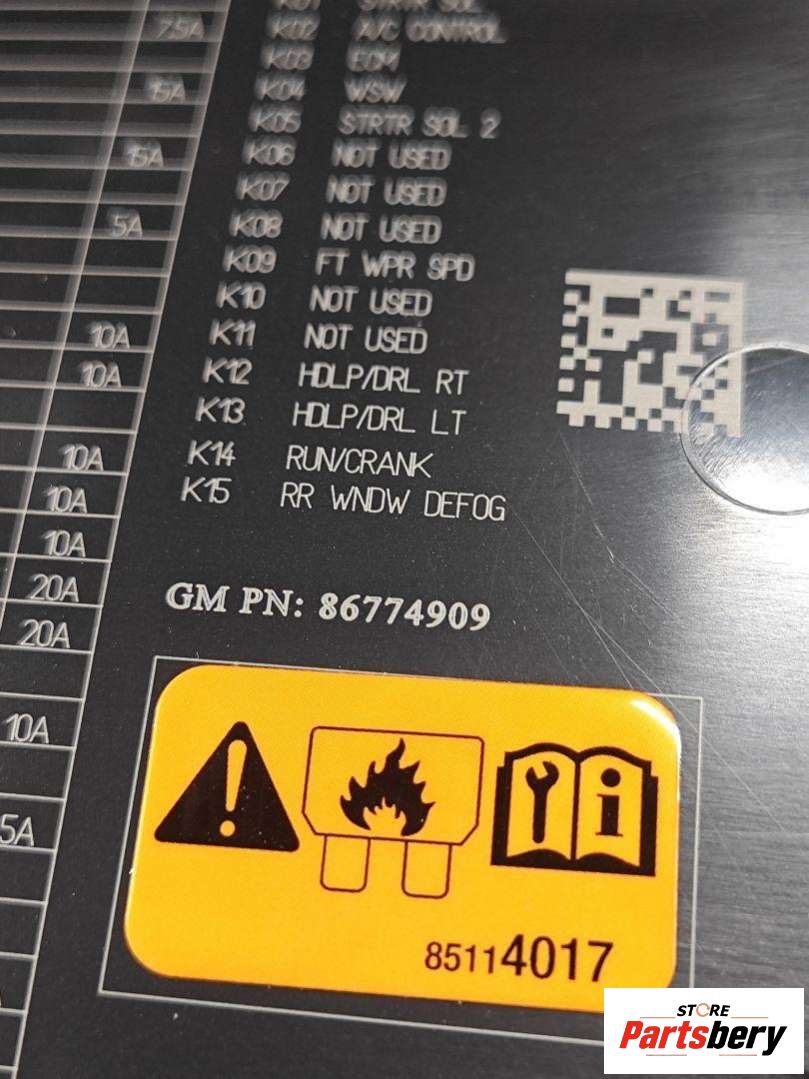 7.5A K02 A/C CONTROL
K03 ECM
15A K04 WSW
K05 STRTR SOL 2
15A K06 NOT USED
K07 NOT USED
5A K08 NOT USED
K09 FT WPR SPD
K10 NOT USED
10A K11 NOT USED
10A K12 HDLP/DRL RT
K13 HDLP/DRL LT
10A K14 RUN/CRANK
10A K15 RR WNDW DEFOG
10A
20A
20A
GM PN: 86774909
10A
5A
85114017
STORE
Partsbery